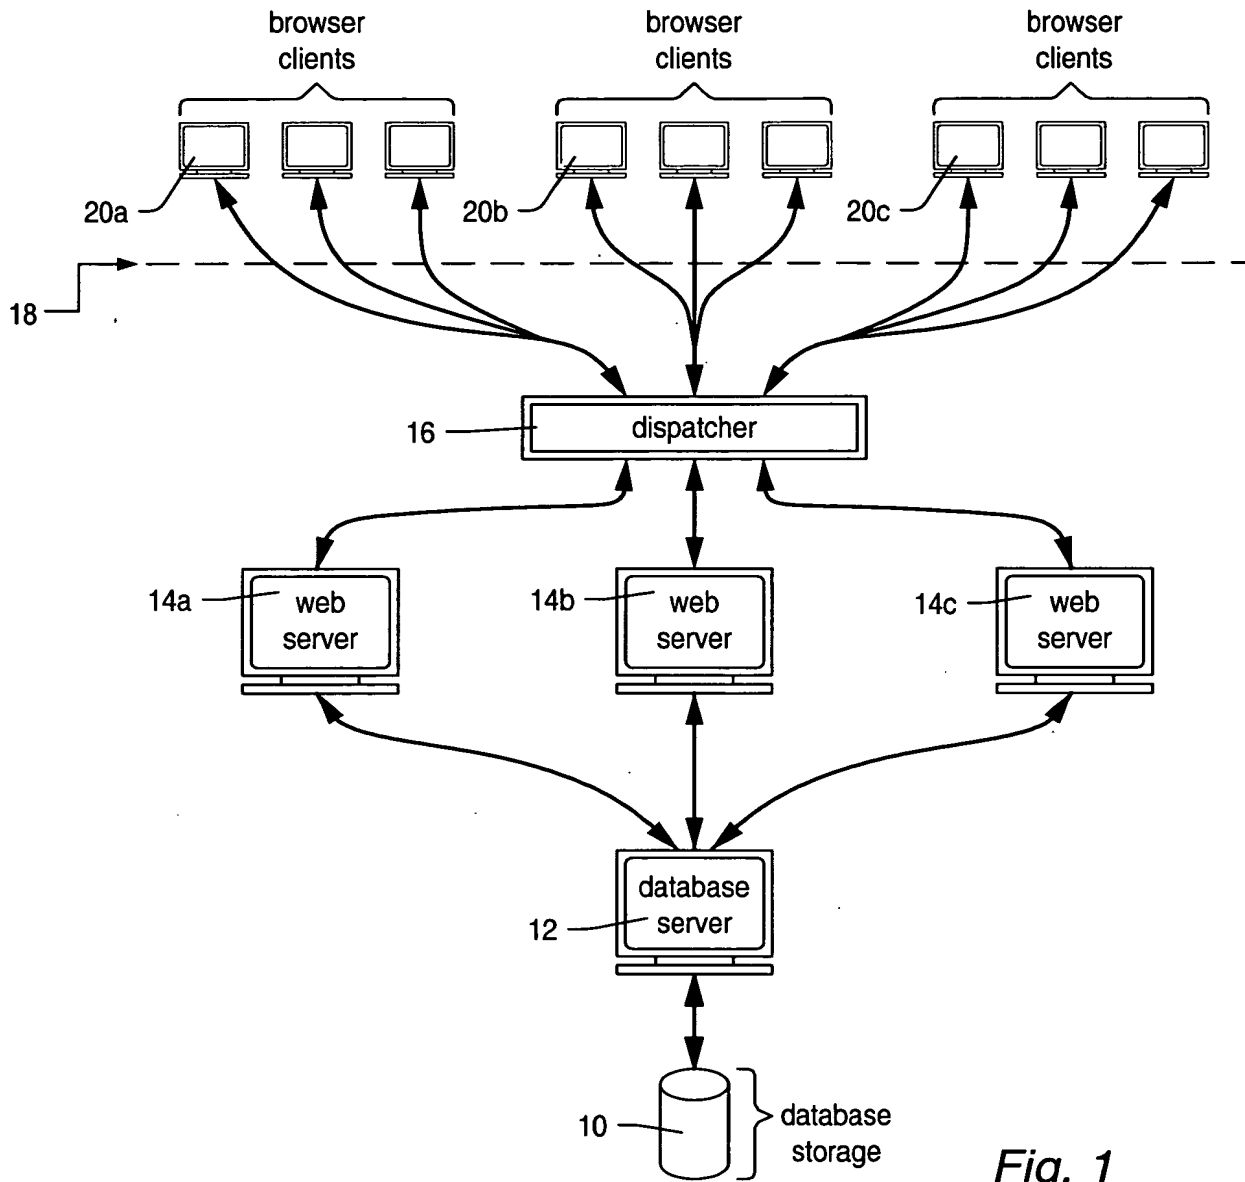 browser
clients
browser
clients
browser
clients
20a
20b
20c
18
16
dispatcher
14a
web
server
14b
web
server
14c
web
server
database
server
12
10
database
storage
Fig. 1